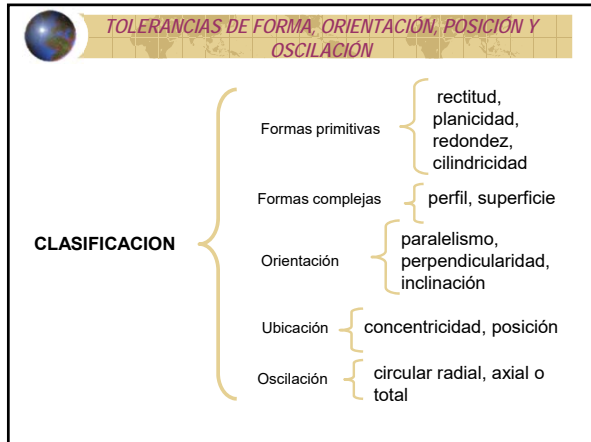 TOLERANCIAS DE FORMA, ORIENTACIÓN, POSICIÓN Y
OSCILACIÓN
CLASIFICACION
Formas primitivas
rectitud,
planicidad,
redondez,
cilindricidad
Formas complejas
perfil, superficie
Orientación
paralelismo,
perpendicularidad,
inclinación
Ubicación
concentricidad, posición
Oscilación
circular radial, axial o
total